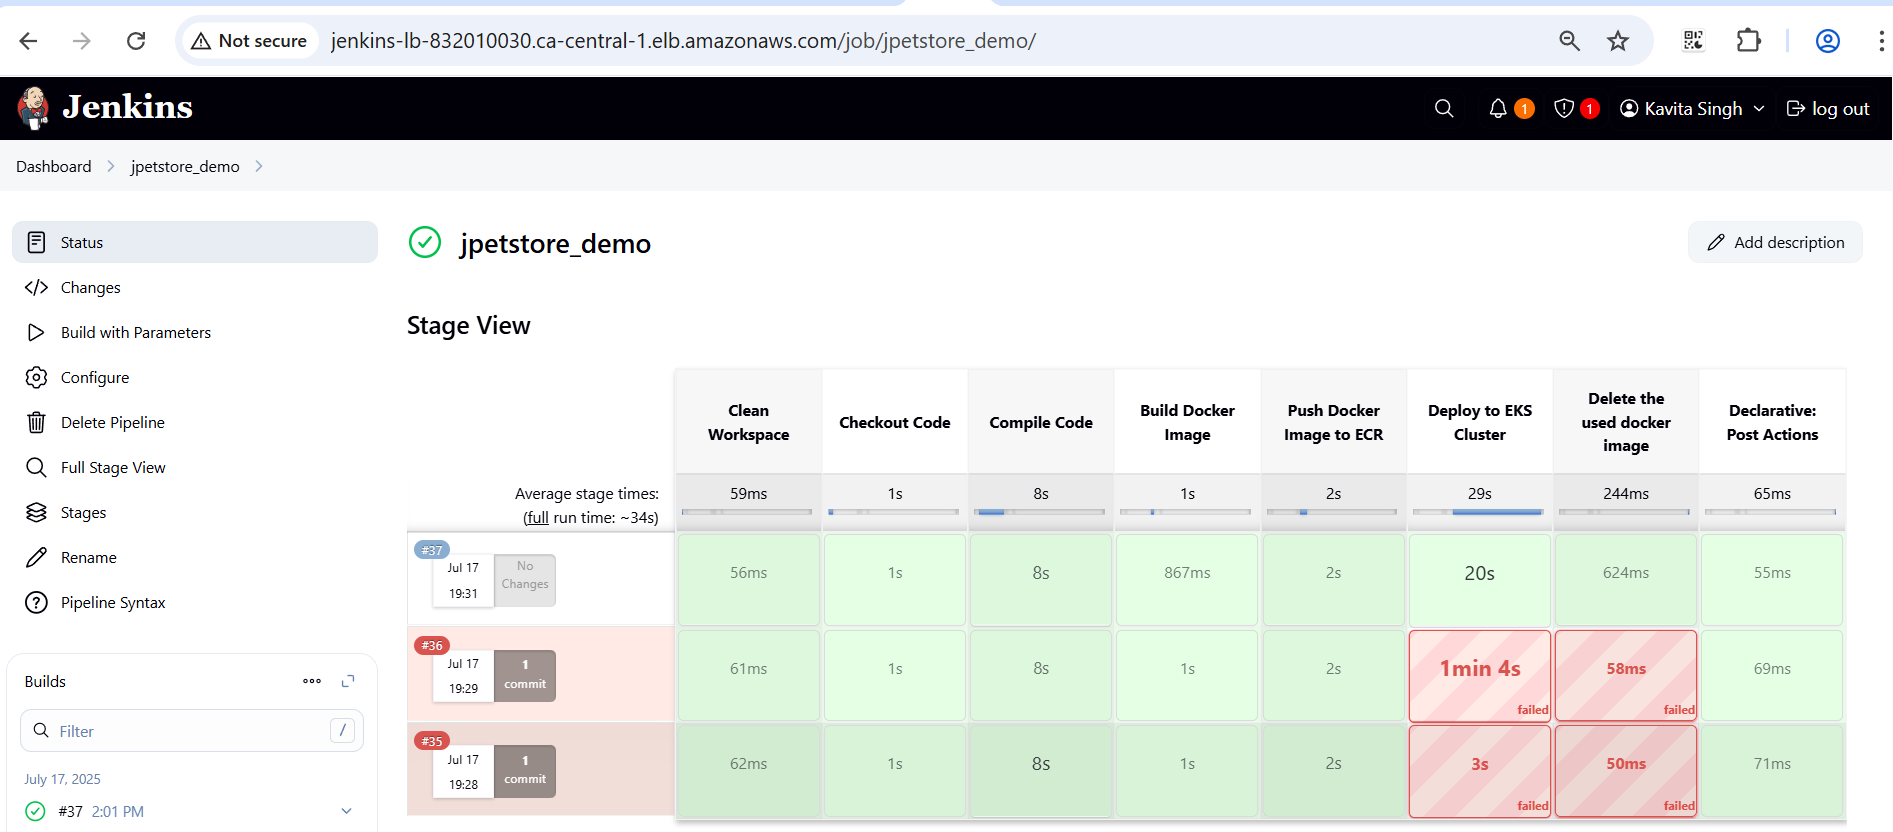 Not secure
jenkins-lb-832010030.ca-central-1.elb.amazonaws.com/job/jpetstore_demo/
Jenkins
1
1
Kavita Singh
log out
Dashboard
jpetstore_demo
Status
Changes
Build with Parameters
Configure
Delete Pipeline
Full Stage View
Stages
Rename
Pipeline Syntax
Builds
Filter
/
July 17, 2025
#37 2:01 PM
jpetstore_demo
Add description
Stage View
Clean
Workspace
Checkout Code
Compile Code
Build Docker
Image
Push Docker
Image to ECR
Deploy to EKS
Cluster
Delete the
used docker
image
Declarative:
Post Actions
Average stage times:
(full run time: ~34s)
59ms
1s
8s
1s
2s
29s
244ms
65ms
#37
Jul 17
19:31
No
Changes
56ms
1s
8s
867ms
2s
20s
624ms
55ms
#36
Jul 17
19:29
1
commit
61ms
1s
8s
1s
2s
1min 4s
failed
58ms
failed
69ms
#35
Jul 17
19:28
1
commit
62ms
1s
8s
1s
2s
3s
failed
50ms
failed
71ms